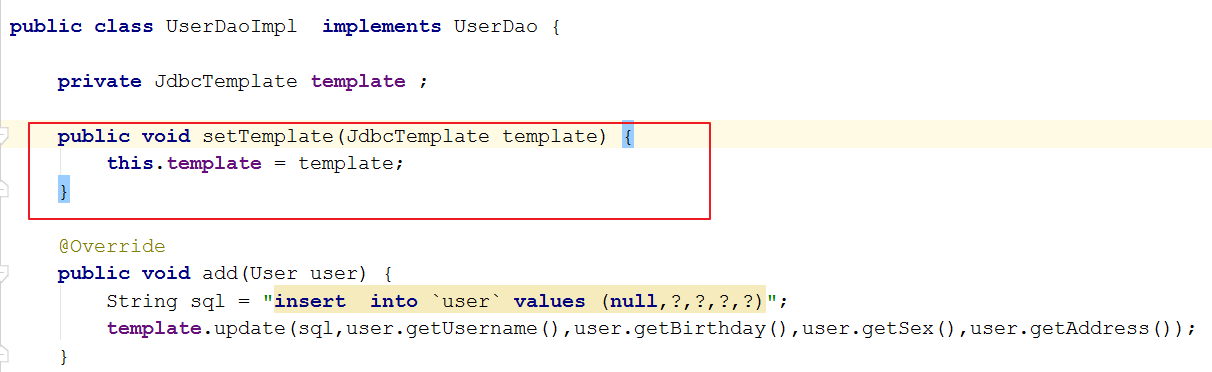 public class UserDaoImpl  implements UserDao {
private JdbcTemplate template ;
public void setTemplate(JdbcTemplate template) {
this.template = template;
}
@Override
public void add(User user) {
String sql = "insert  into `user` values (null,?,?,?,?)";
template.update(sql,user.getUsername(),user.getBirthday(),user.getSex(),user.getAddress());
}